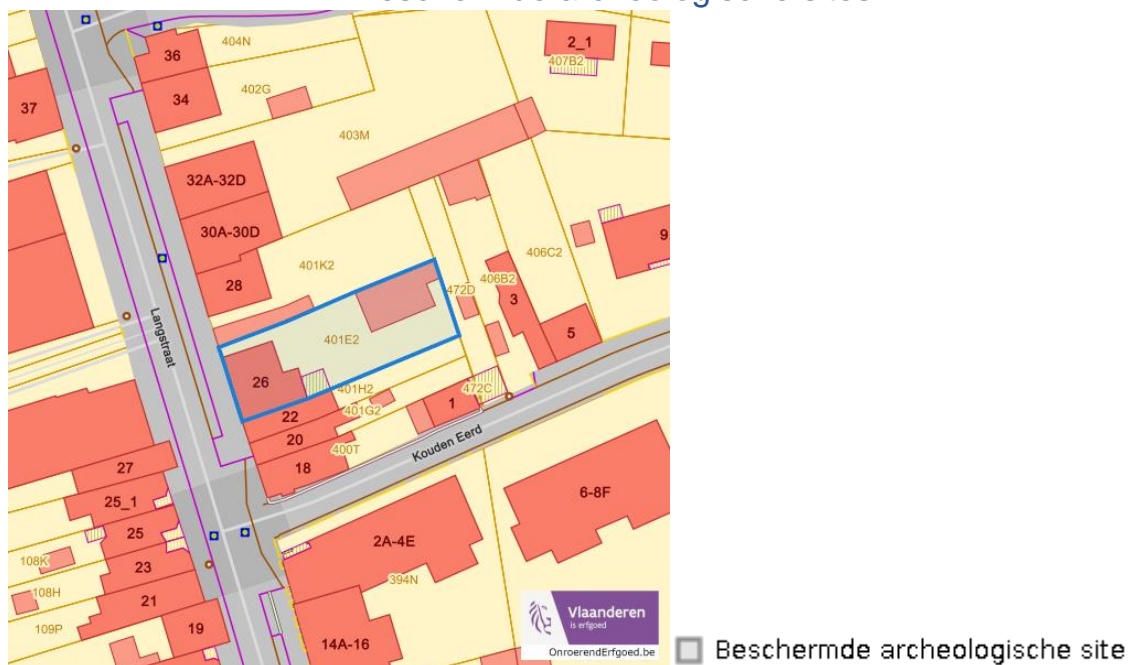 404N
2_1
36
407B2
402G
34
37
403M
32A-32D
30A-30D
406C2
9
401K2
28
472D
406B2
3
Langstraat
5
401E2
26
401H2
472C
401G2
1
22
20
400T
Kouden Eerd
18
27
6-8F
25_1
25
2A-4E
108K
23
394N
108H
21
109P
19
14A-16
Vlaanderen
is erfgoed
OnroerendErfgoed.be
Beschermde archeologische site